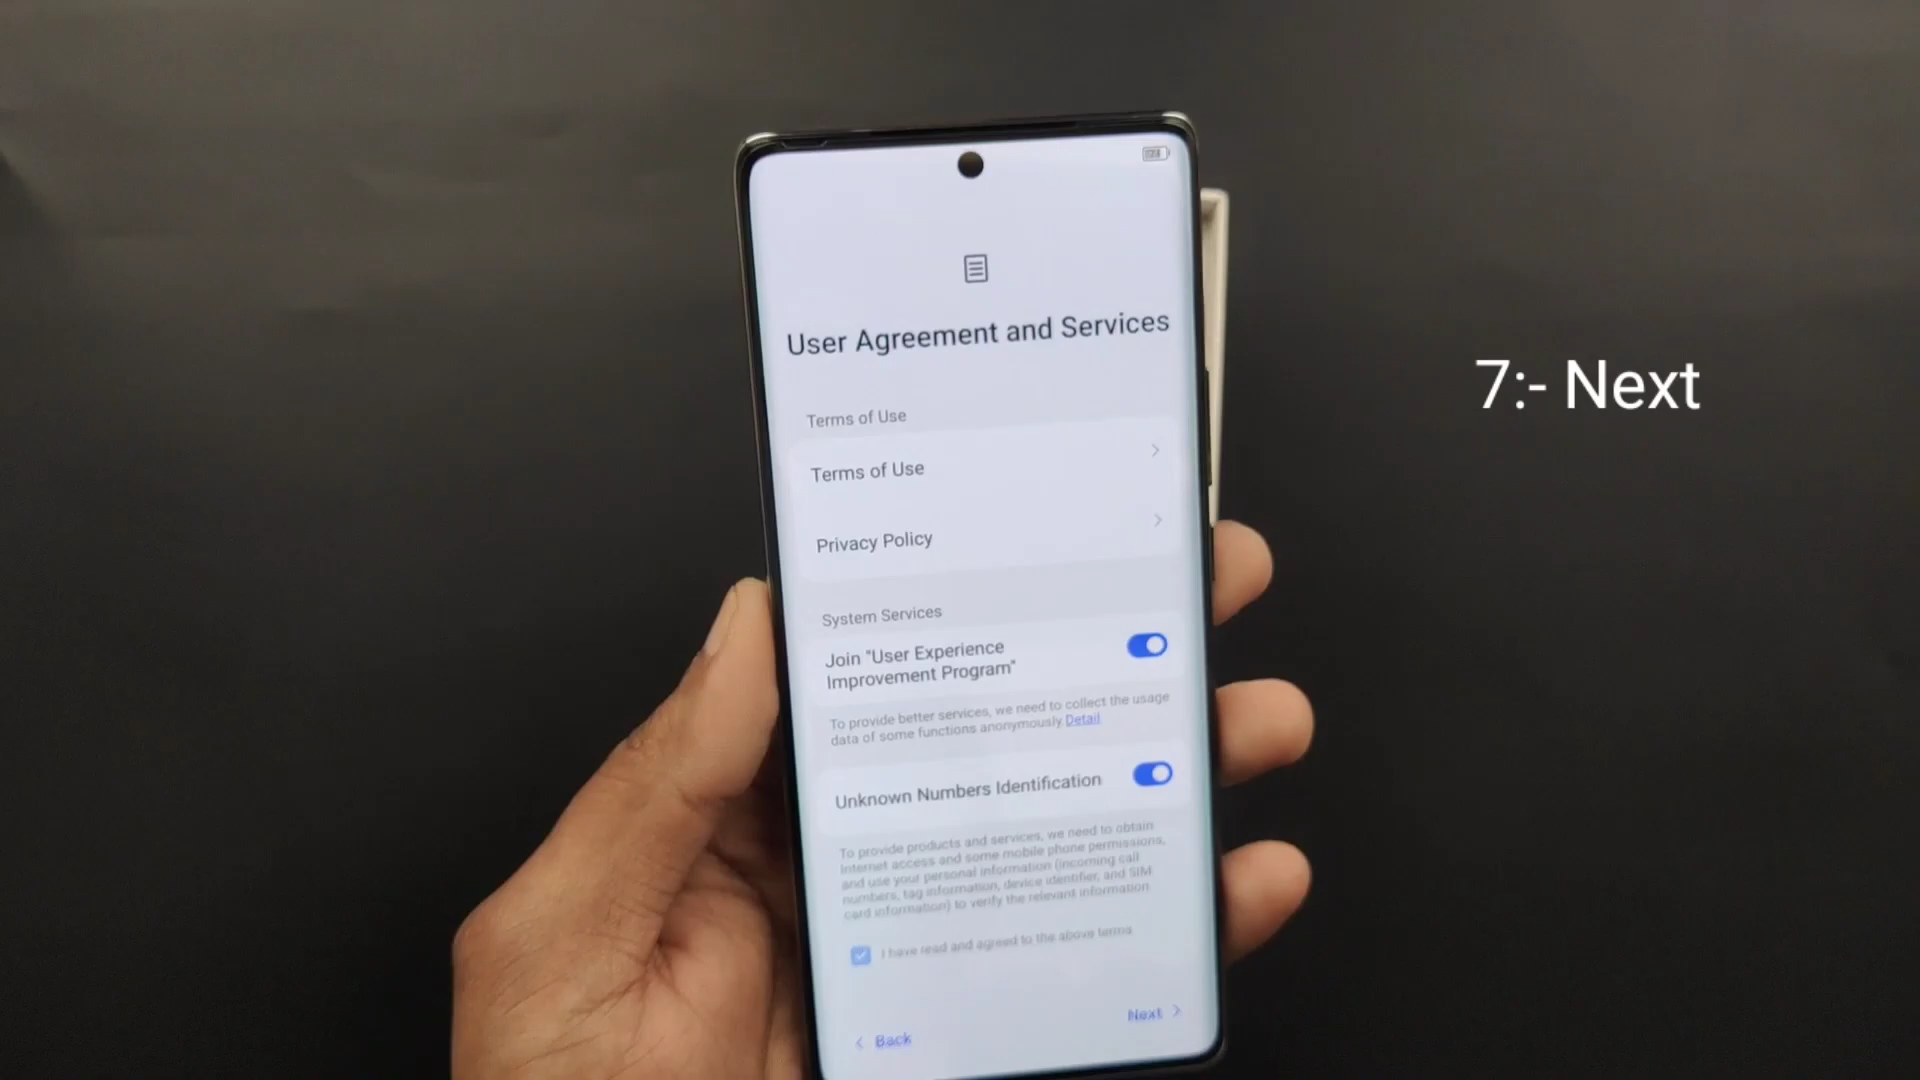 User Agreement and Services
Terms of Use
Terms of Use
Privacy Policy
System Services
Join "User Experience
Improvement Program"
To provide better services, we need to collect the usage
data of some functions anonymously. Detail
Unknown Numbers Identification
To provide products and services, we need to obtain
Internet access and some mobile phone permissions,
and use your personal information (incoming call
numbers, tag information, device identifier, and SIM
card information) to verify the relevant information
I have read and agreed to the above terms
Next
Back
7:- Next